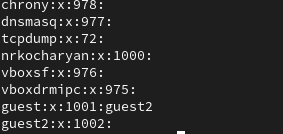 chrony:x:978:
dnsmasq:x:977:
tcpdump:x:72:
nrkocharyan:x:1000:
vboxsf:x:976:
vboxdrmipc:x:975:
guest:x:1001:guest2
guest2:x:1002: